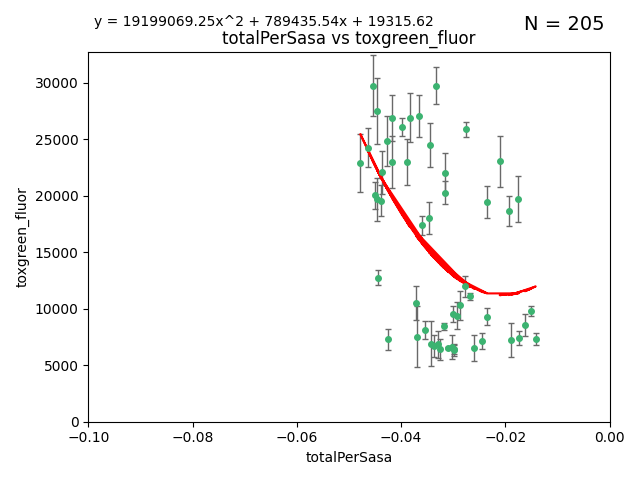 y = 19199069.25x^2 + 789435.54x + 19315.62
N = 205
totalPerSasa vs toxgreen_fluor
toxgreen_fluor
30000
25000
20000
15000
10000
5000
0
−0.10 −0.08 −0.06 −0.04 −0.02 0.00
totalPerSasa